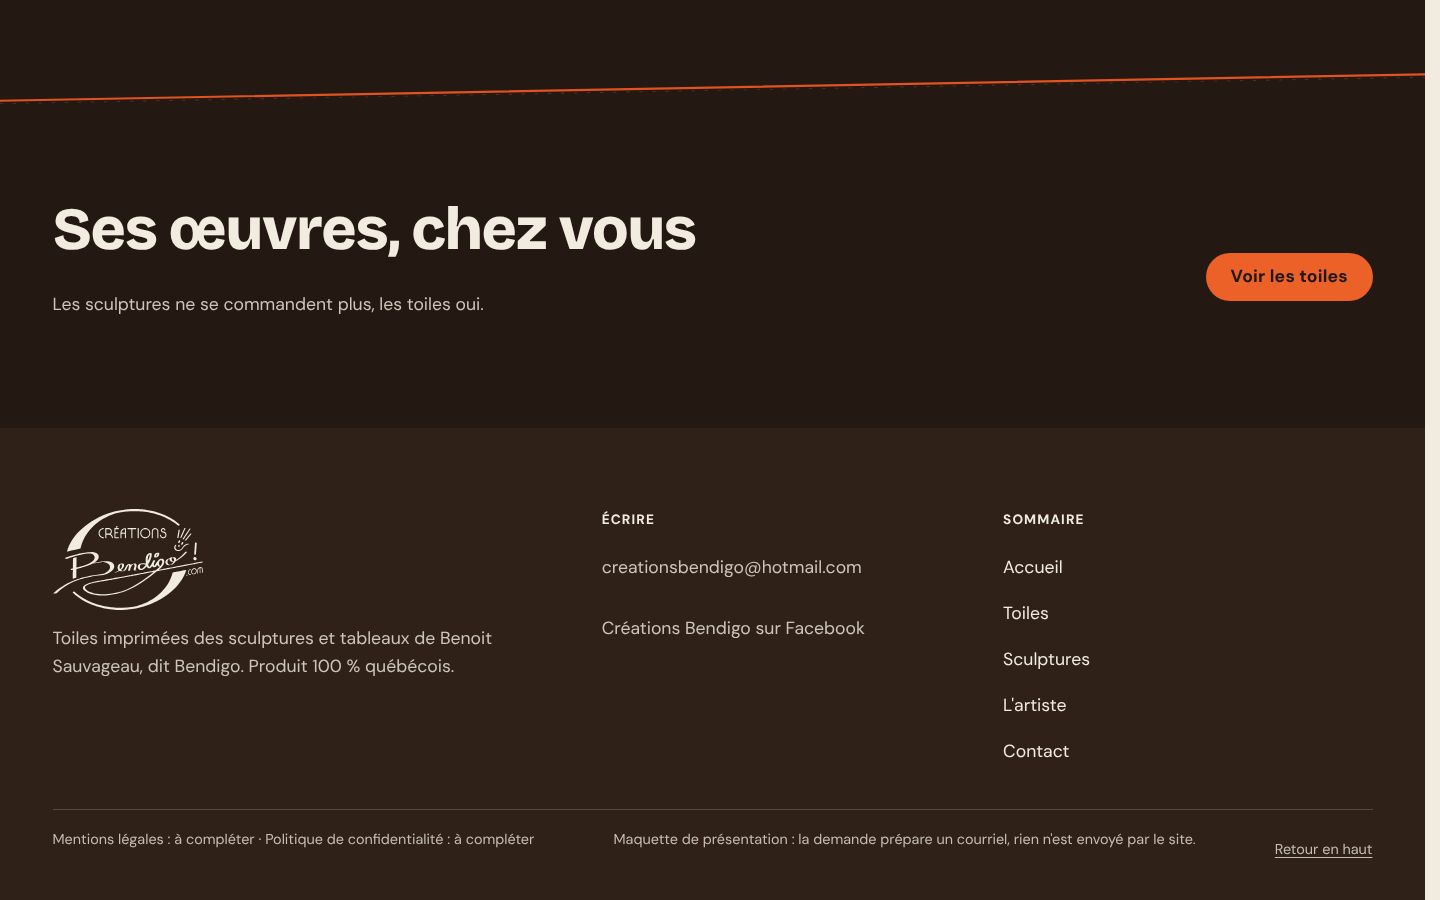 Ses œuvres, chez vous
Les sculptures ne se commandent plus, les toiles oui.
Voir les toiles
CRÉATIONS
Bendigo !
.com
Toiles imprimées des sculptures et tableaux de Benoit
Sauvageau, dit Bendigo. Produit 100 % québécois.
ÉCRIRE
creationsbendigo@hotmail.com
Créations Bendigo sur Facebook
SOMMAIRE
Accueil
Toiles
Sculptures
L'artiste
Contact
Mentions légales : à compléter · Politique de confidentialité : à compléter
Maquette de présentation : la demande prépare un courriel, rien n'est envoyé par le site.
Retour en haut